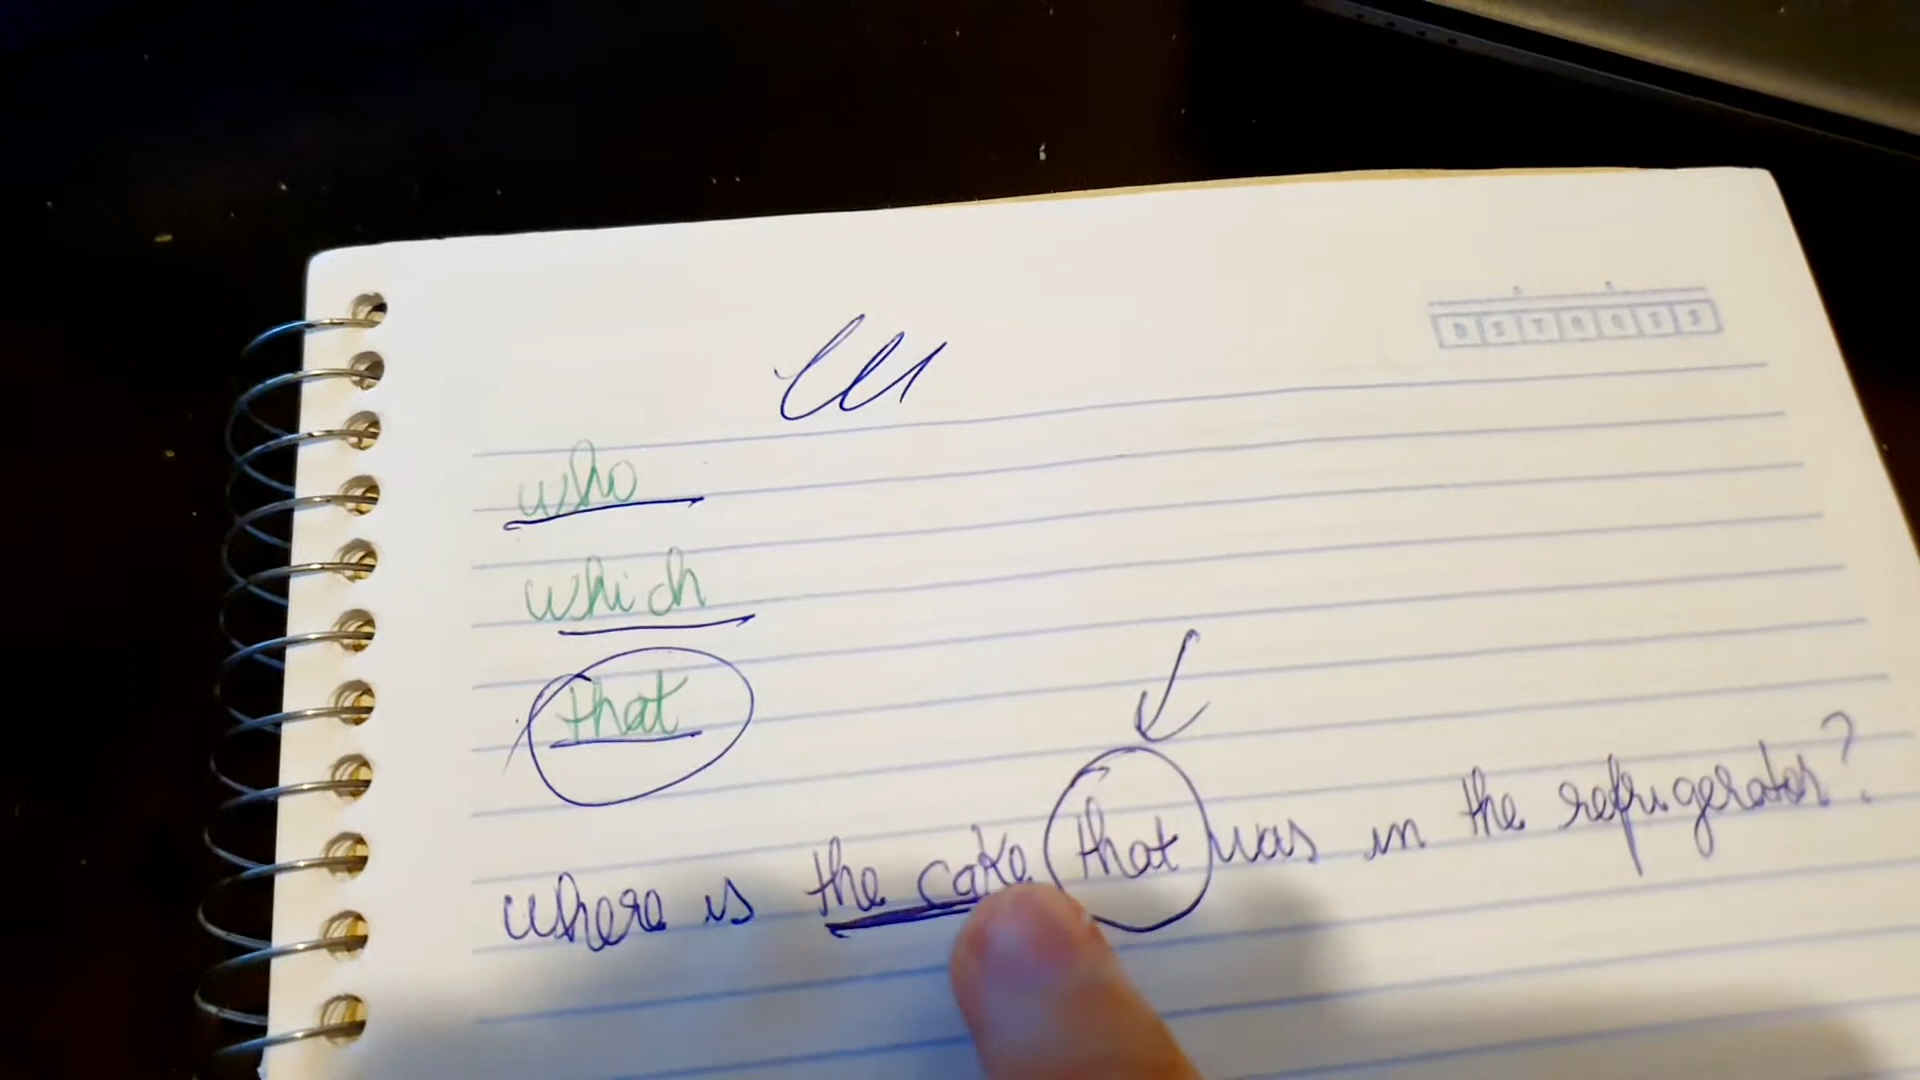 who
which
that
where is the cake that was in the refrigerator?